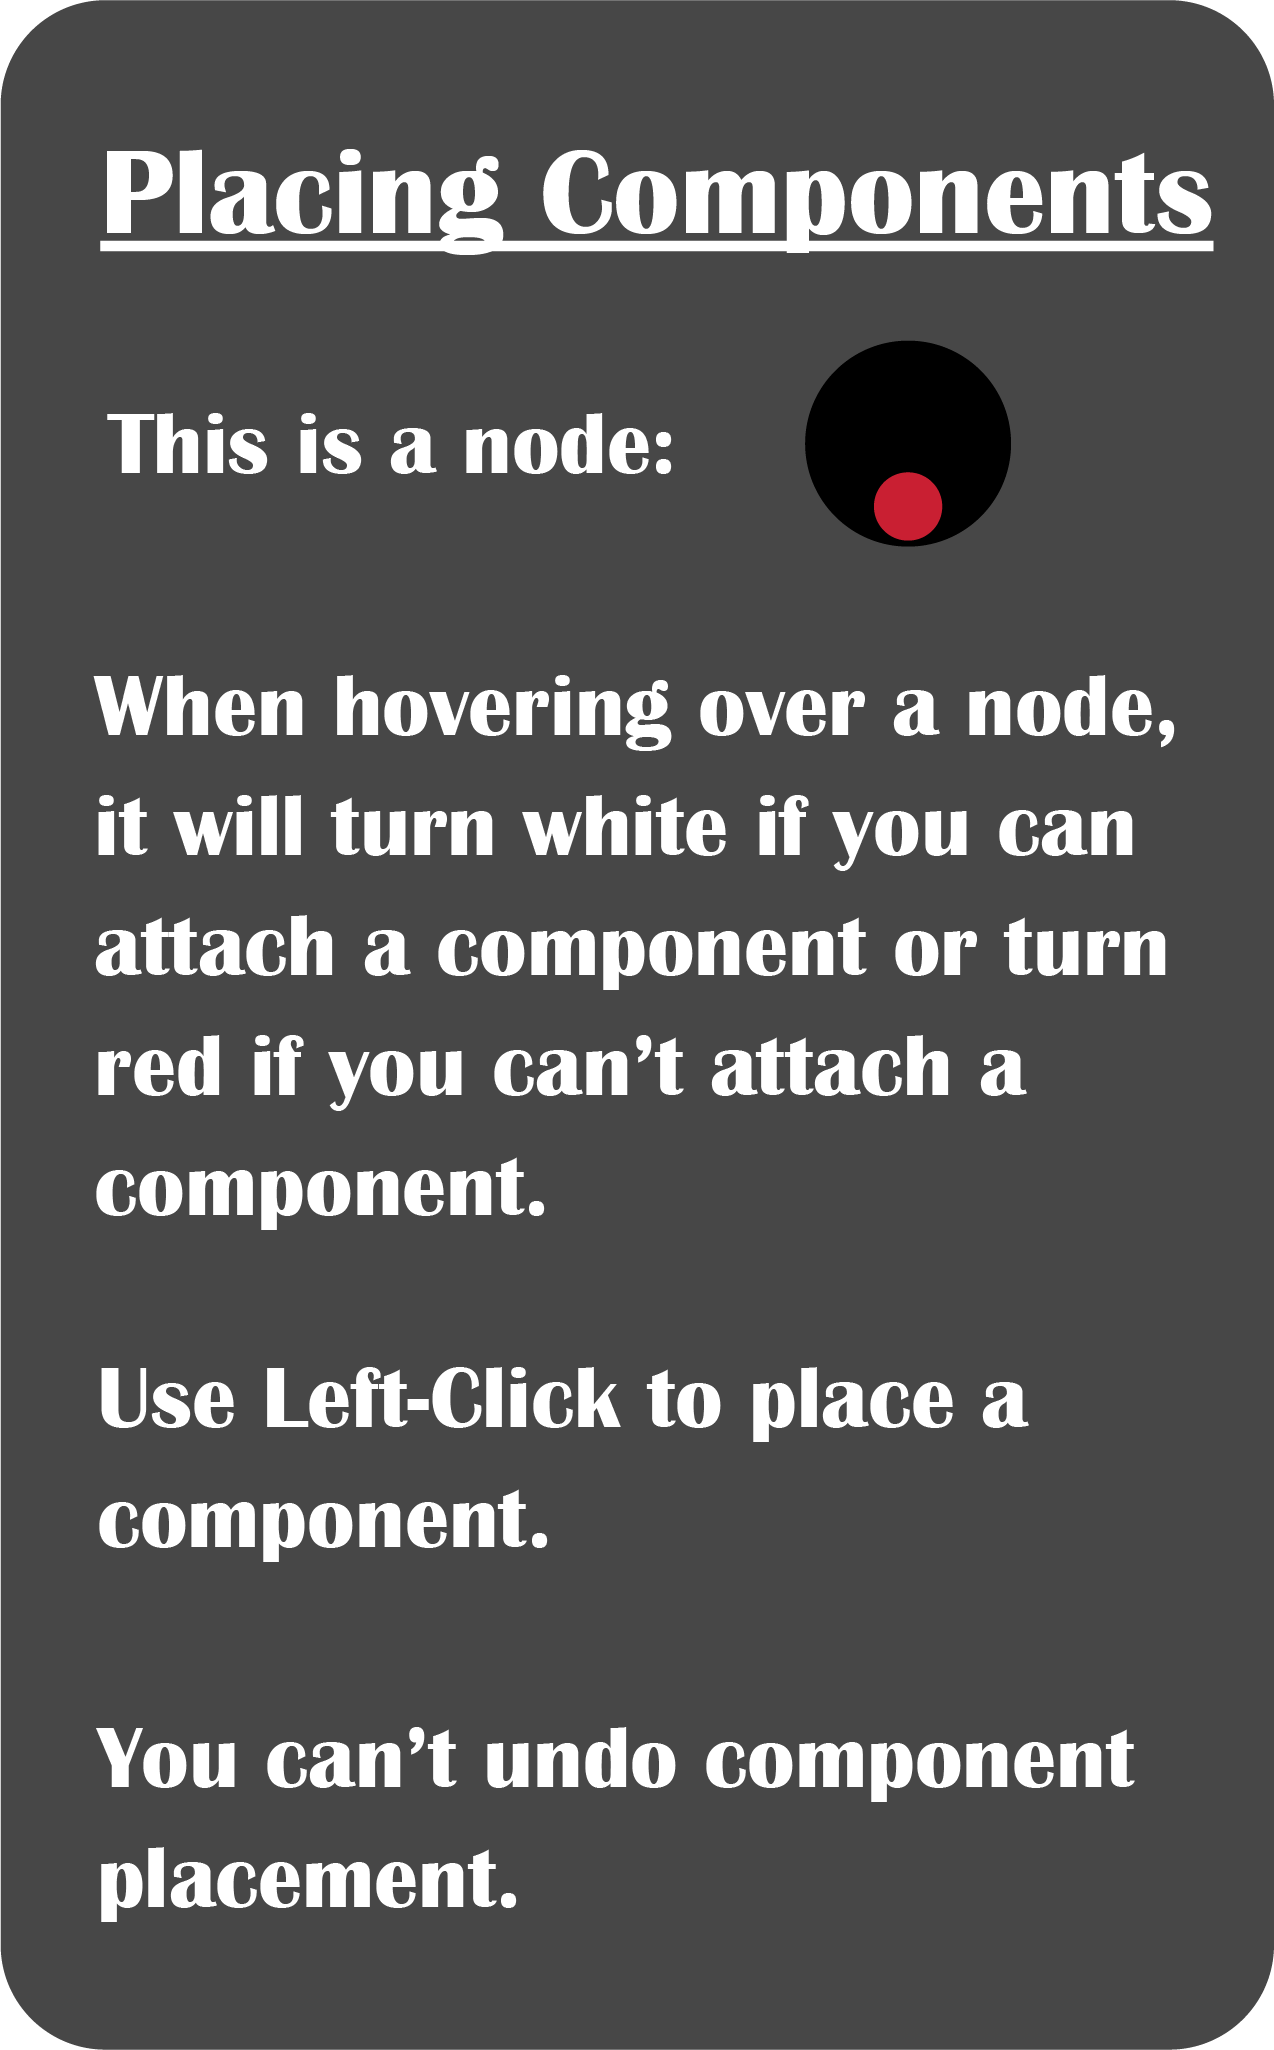 Placing Components
This is a node:
When hovering over a node,
it will turn white if you can
attach a component or turn
red if you can’t attach a
component.
Use Left-Click to place a
component.
You can’t undo component
placement.